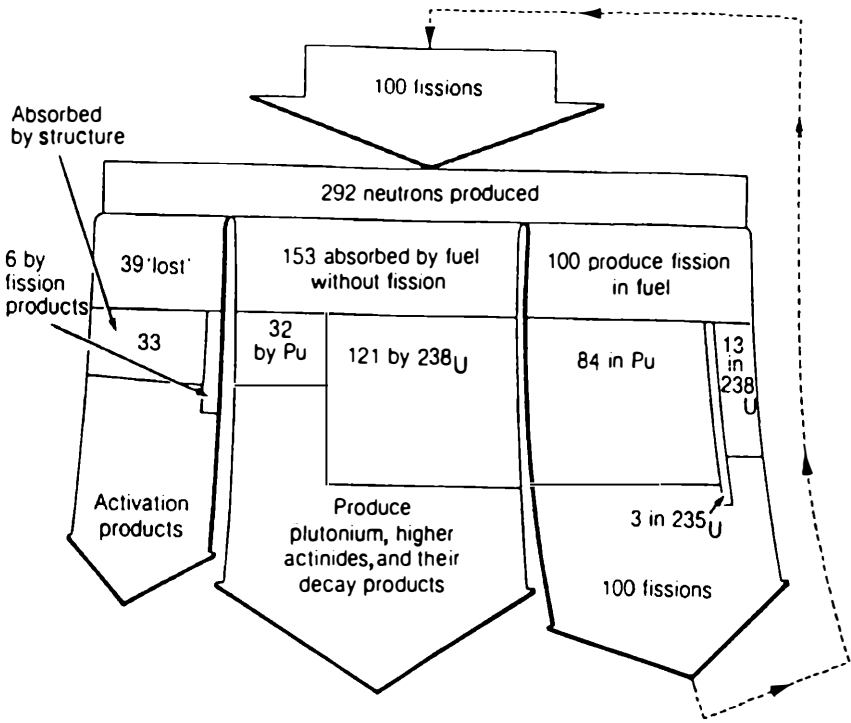 100 fissions
Absorbed
by structure
292 neutrons produced
6 by
fission
products
39 'lost'
153 absorbed by fuel
without fission
100 produce fission
in fuel
33
32
by Pu
121 by 238U
84 in Pu
13
in
238
U
Activation
products
Produce
plutonium, higher
actinides, and their
decay products
3 in 235U
100 fissions